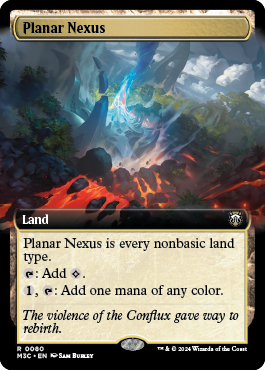 Planar Nexus
Land
Planar Nexus is every nonbasic land
type.
: Add .
1, : Add one mana of any color.
The violence of the Conflux gave way to
rebirth.
R 0080
M3C • EN SAM BURLEY
™ & © 2024 Wizards of the Coast